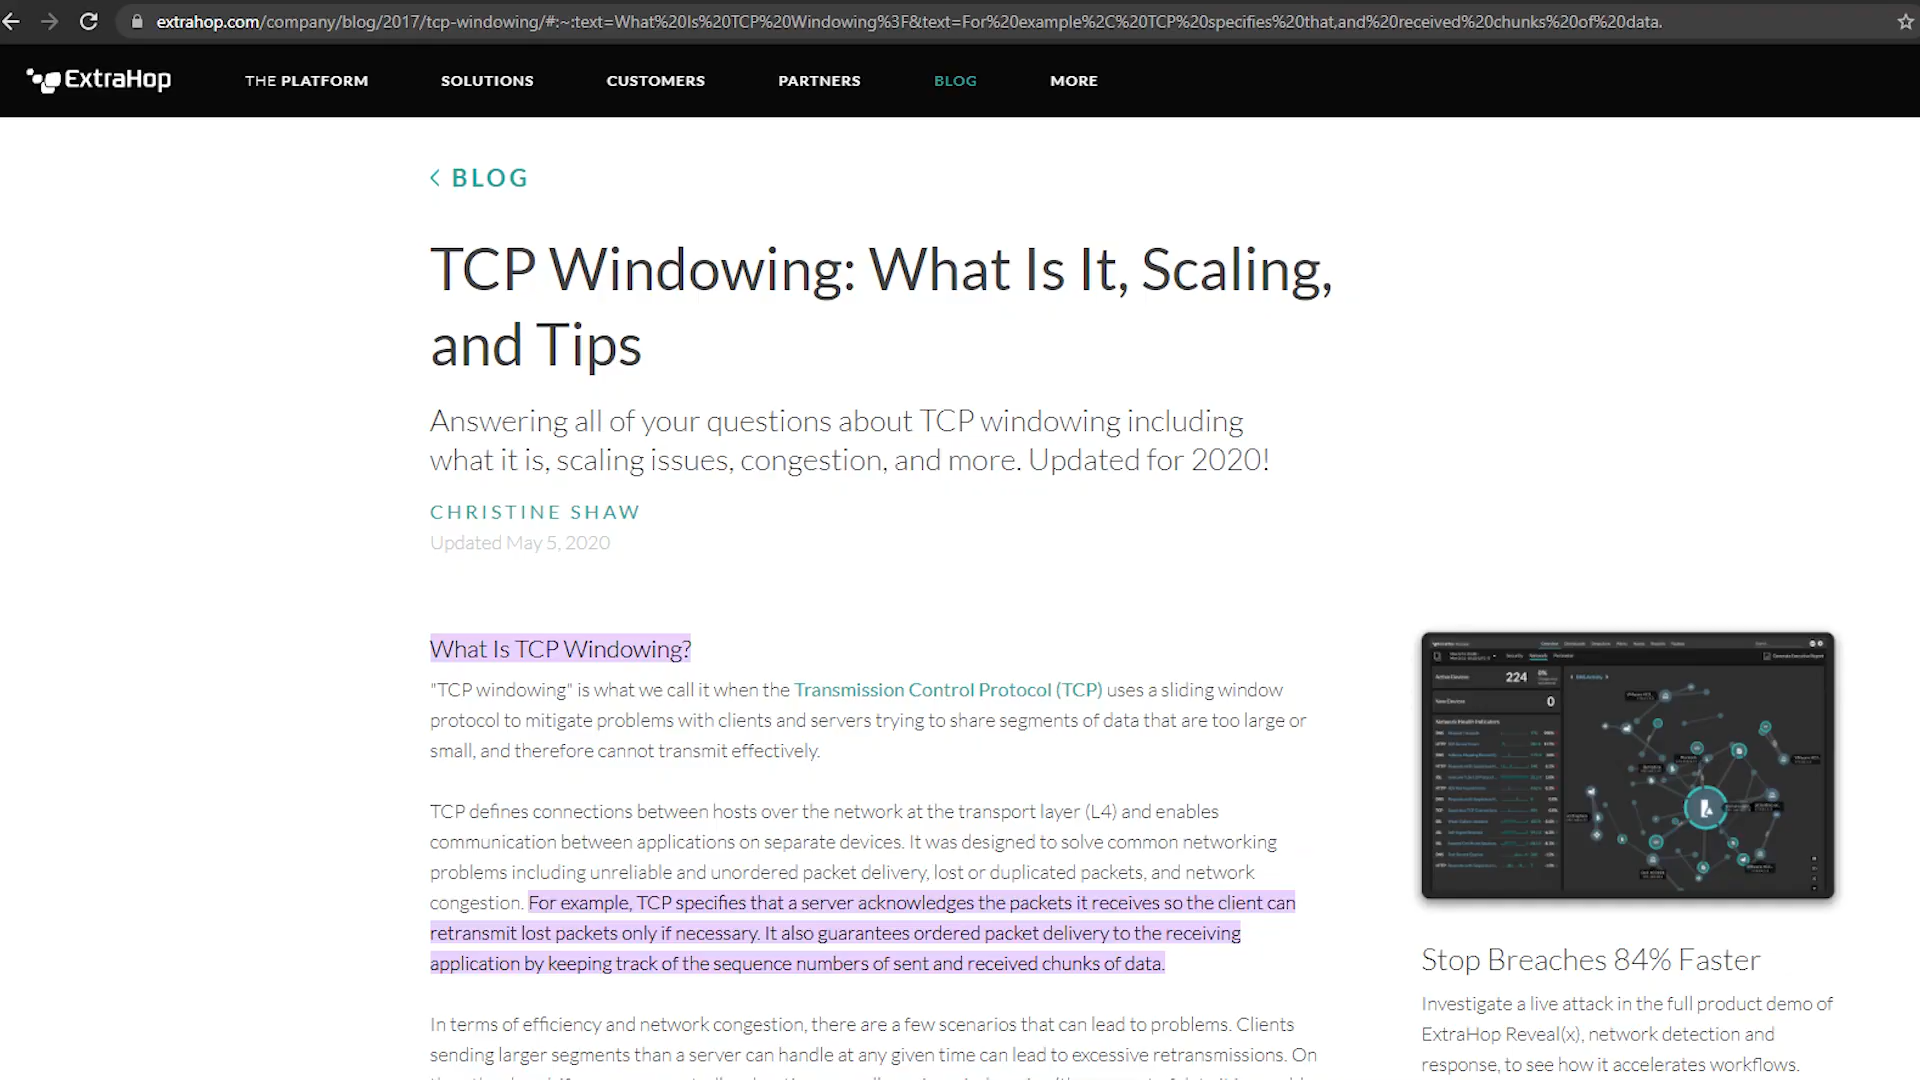 extrahop.com/company/blog/2017/tcp-windowing/#:~:text=What%20Is%20TCP%20Windowing%3F&text=For%20example%2C%20TCP%20specifies%20that,and%20received%20chunks%20of%20data.
ExtraHop THE PLATFORM SOLUTIONS CUSTOMERS PARTNERS BLOG MORE
< BLOG
TCP Windowing: What Is It, Scaling,
and Tips
Answering all of your questions about TCP windowing including
what it is, scaling issues, congestion, and more. Updated for 2020!
CHRISTINE SHAW
Updated May 5, 2020
What Is TCP Windowing?
"TCP windowing" is what we call it when the Transmission Control Protocol (TCP) uses a sliding window
protocol to mitigate problems with clients and servers trying to share segments of data that are too large or
small, and therefore cannot transmit effectively.
TCP defines connections between hosts over the network at the transport layer (L4) and enables
communication between applications on separate devices. It was designed to solve common networking
problems including unreliable and unordered packet delivery, lost or duplicated packets, and network
congestion. For example, TCP specifies that a server acknowledges the packets it receives so the client can
retransmit lost packets only if necessary. It also guarantees ordered packet delivery to the receiving
application by keeping track of the sequence numbers of sent and received chunks of data.
In terms of efficiency and network congestion, there are a few scenarios that can lead to problems. Clients
sending larger segments than a server can handle at any given time can lead to excessive retransmissions. On
224
0
Stop Breaches 84% Faster
Investigate a live attack in the full product demo of
ExtraHop Reveal(x), network detection and
response, to see how it accelerates workflows.